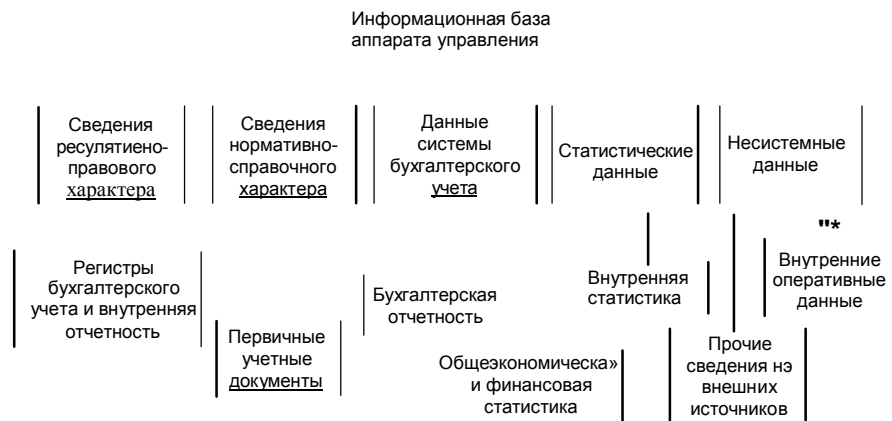 Информационная база
аппарата управления
Сведения
ресулятиено-
правового
характера
Сведения
нормативно-
справочного
характера
Данные
системы
бухгалтерского
учета
Статистические
данные
Несистемные
данные
"*
Регистры
бухгалтерского
учета и внутренняя
отчетность
Первичные
учетные
документы
Бухгалтерская
отчетность
Внутренняя
статистика
Внутренние
оперативные
данные
Общеэкономическа»
и финансовая
статистика
Прочие
сведения нэ
внешних
источников